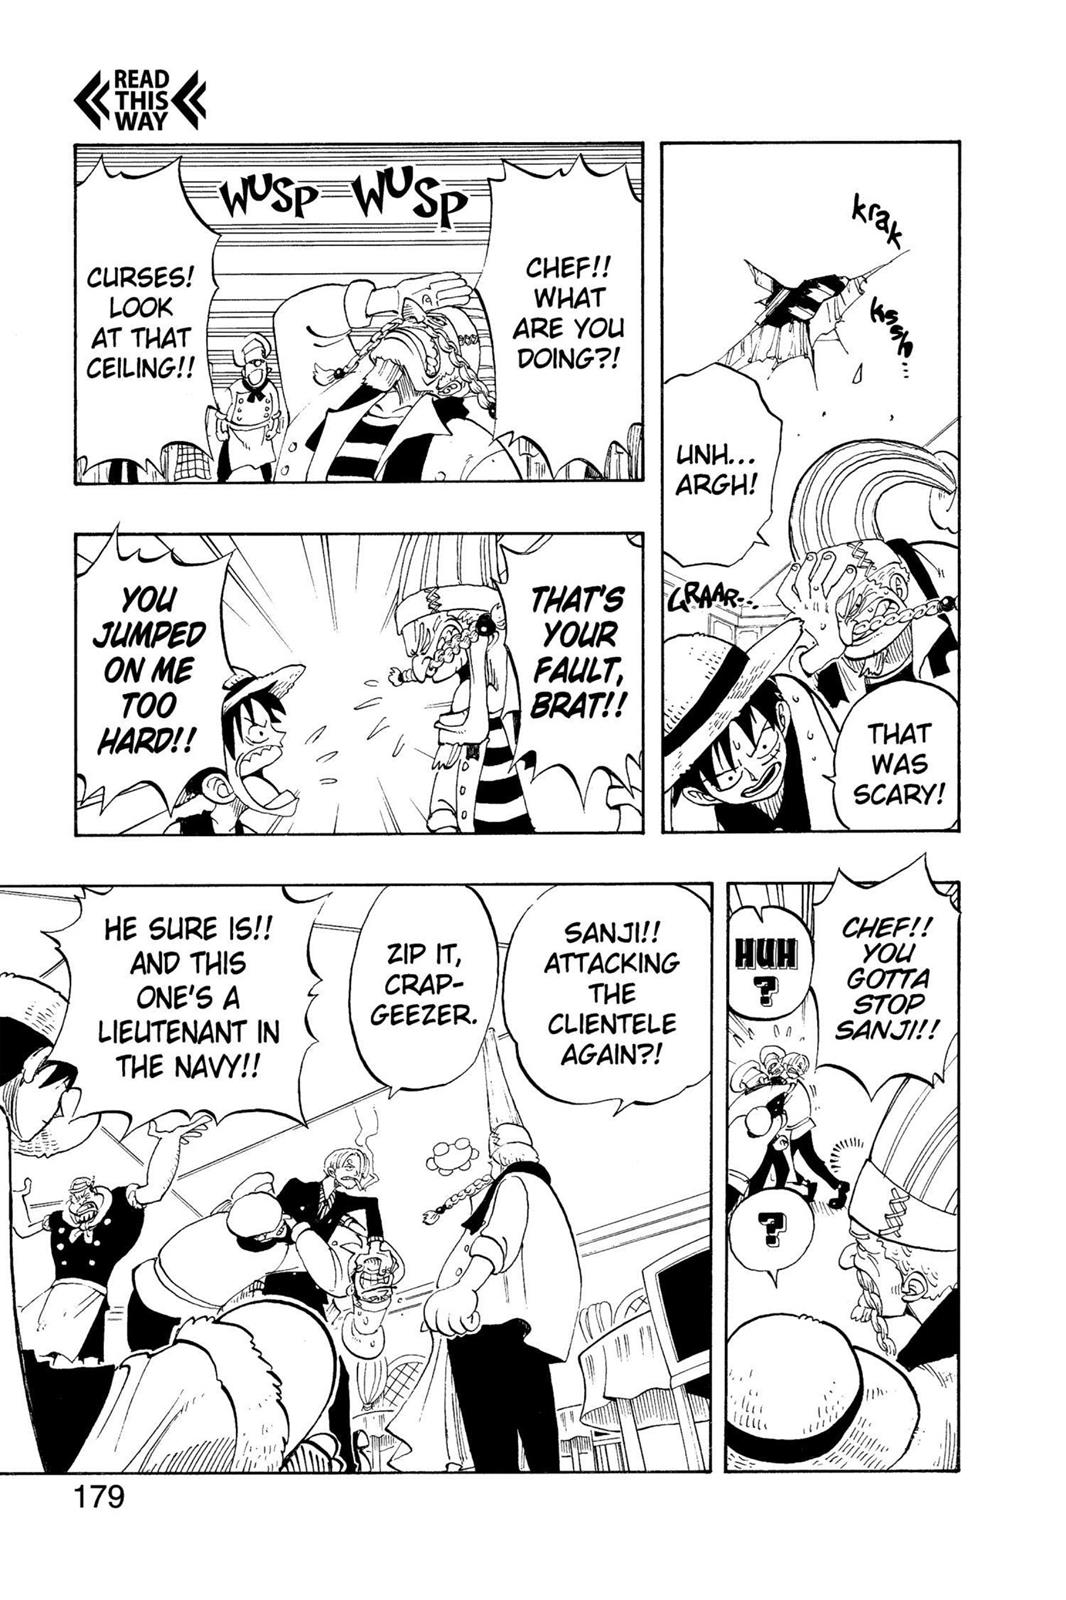 READ
THIS
WAY
krak
kssh...
UNH...
ARGH!
GRAAR...
THAT
WAS
SCARY!
WUSP WUSP
CHEF!!
WHAT
ARE YOU
DOING?!
CURSES!
LOOK
AT THAT
CEILING!!
THAT'S
YOUR
FAULT,
BRAT!!
YOU
JUMPED
ON ME
TOO
HARD!!
CHEF!!
YOU
GOTTA
STOP
SANJI!!
HUH
?
?
SANJI!!
ATTACKING
THE
CLIENTELE
AGAIN?!
ZIP IT,
CRAP-
GEEZER.
HE SURE IS!!
AND THIS
ONE'S A
LIEUTENANT IN
THE NAVY!!
179